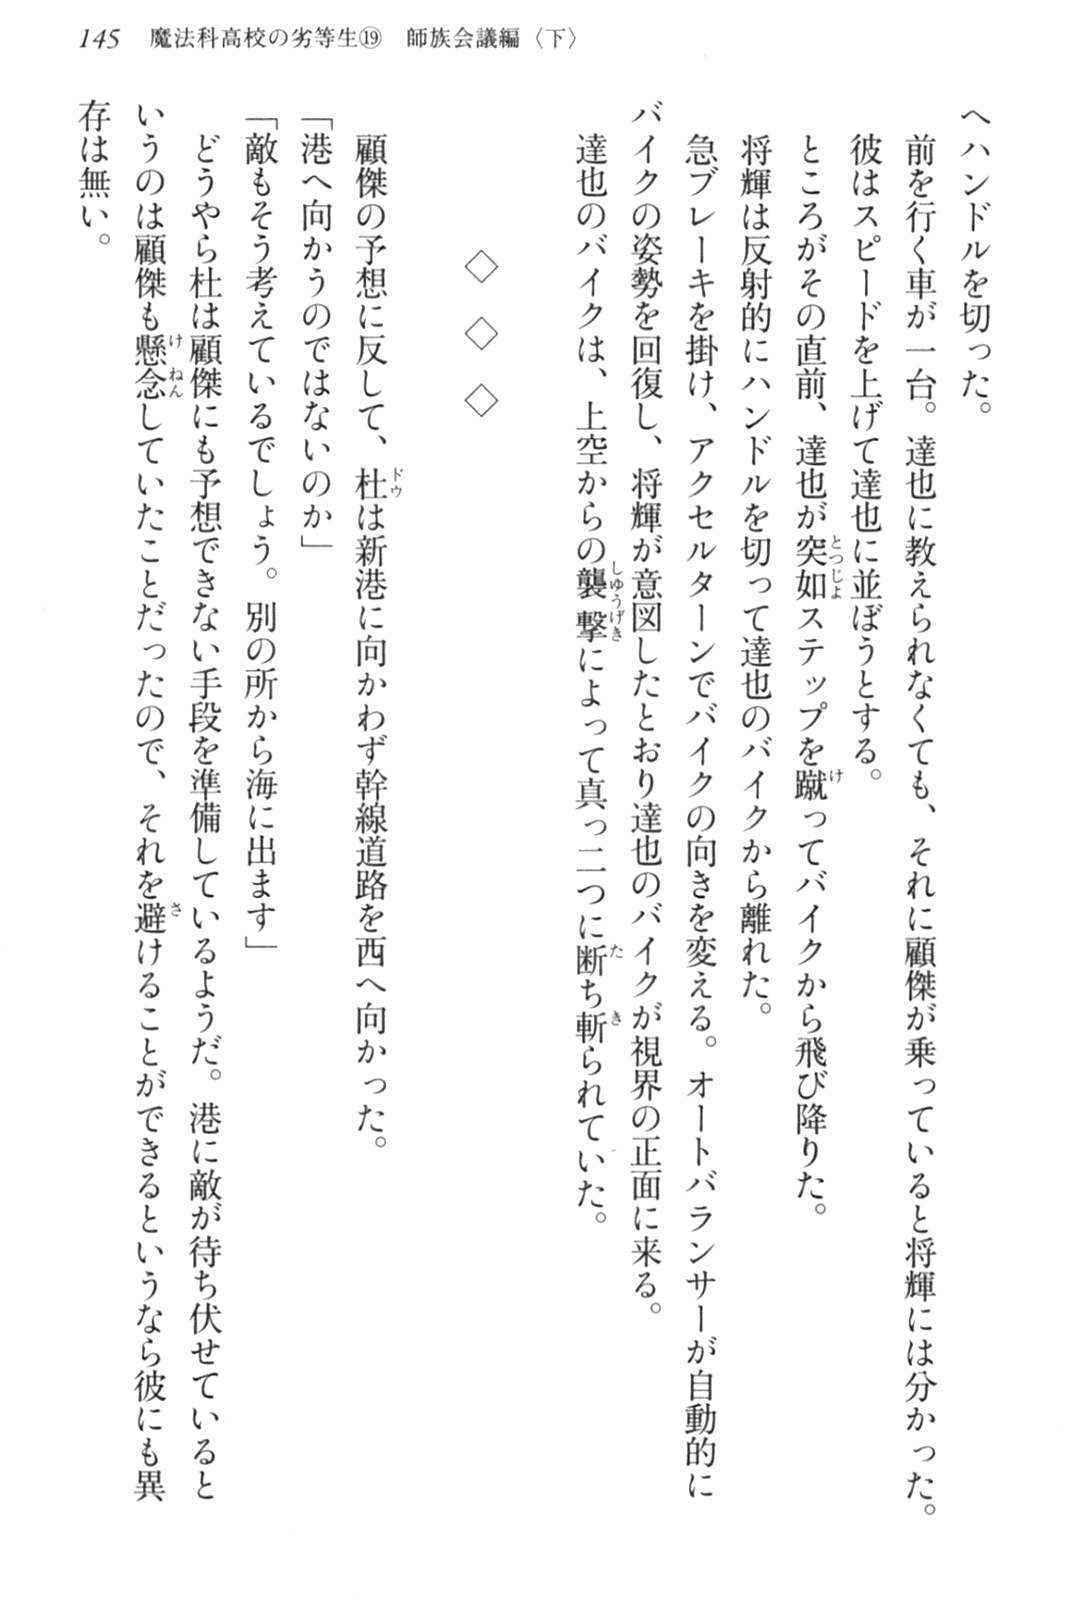 145　魔法科高校の劣等生⑲　師族会議編〈下〉
へハンドルを切った。
　前を行く車が一台。達也に教えられなくても、それに顧傑が乗っていると将輝には分かった。
　彼はスピードを上げて達也に並ぼうとする。
　ところがその直前、達也が突如ステップを蹴ってバイクから飛び降りた。
　将輝は反射的にハンドルを切って達也のバイクから離れた。
　急ブレーキを掛け、アクセルターンでバイクの向きを変える。オートバランサーが自動的に
バイクの姿勢を回復し、将輝が意図したとおり達也のバイクが視界の正面に来る。
　達也のバイクは、上空からの襲撃によって真っ二つに断ち斬られていた。
◇　◇　◇
　顧傑の予想に反して、杜は新港に向かわず幹線道路を西へ向かった。
「港へ向かうのではないのか」
「敵もそう考えているでしょう。別の所から海に出ます」
　どうやら杜は顧傑にも予想できない手段を準備しているようだ。港に敵が待ち伏せていると
いうのは顧傑も懸念していたことだったので、それを避けることができるというなら彼にも異
存は無い。